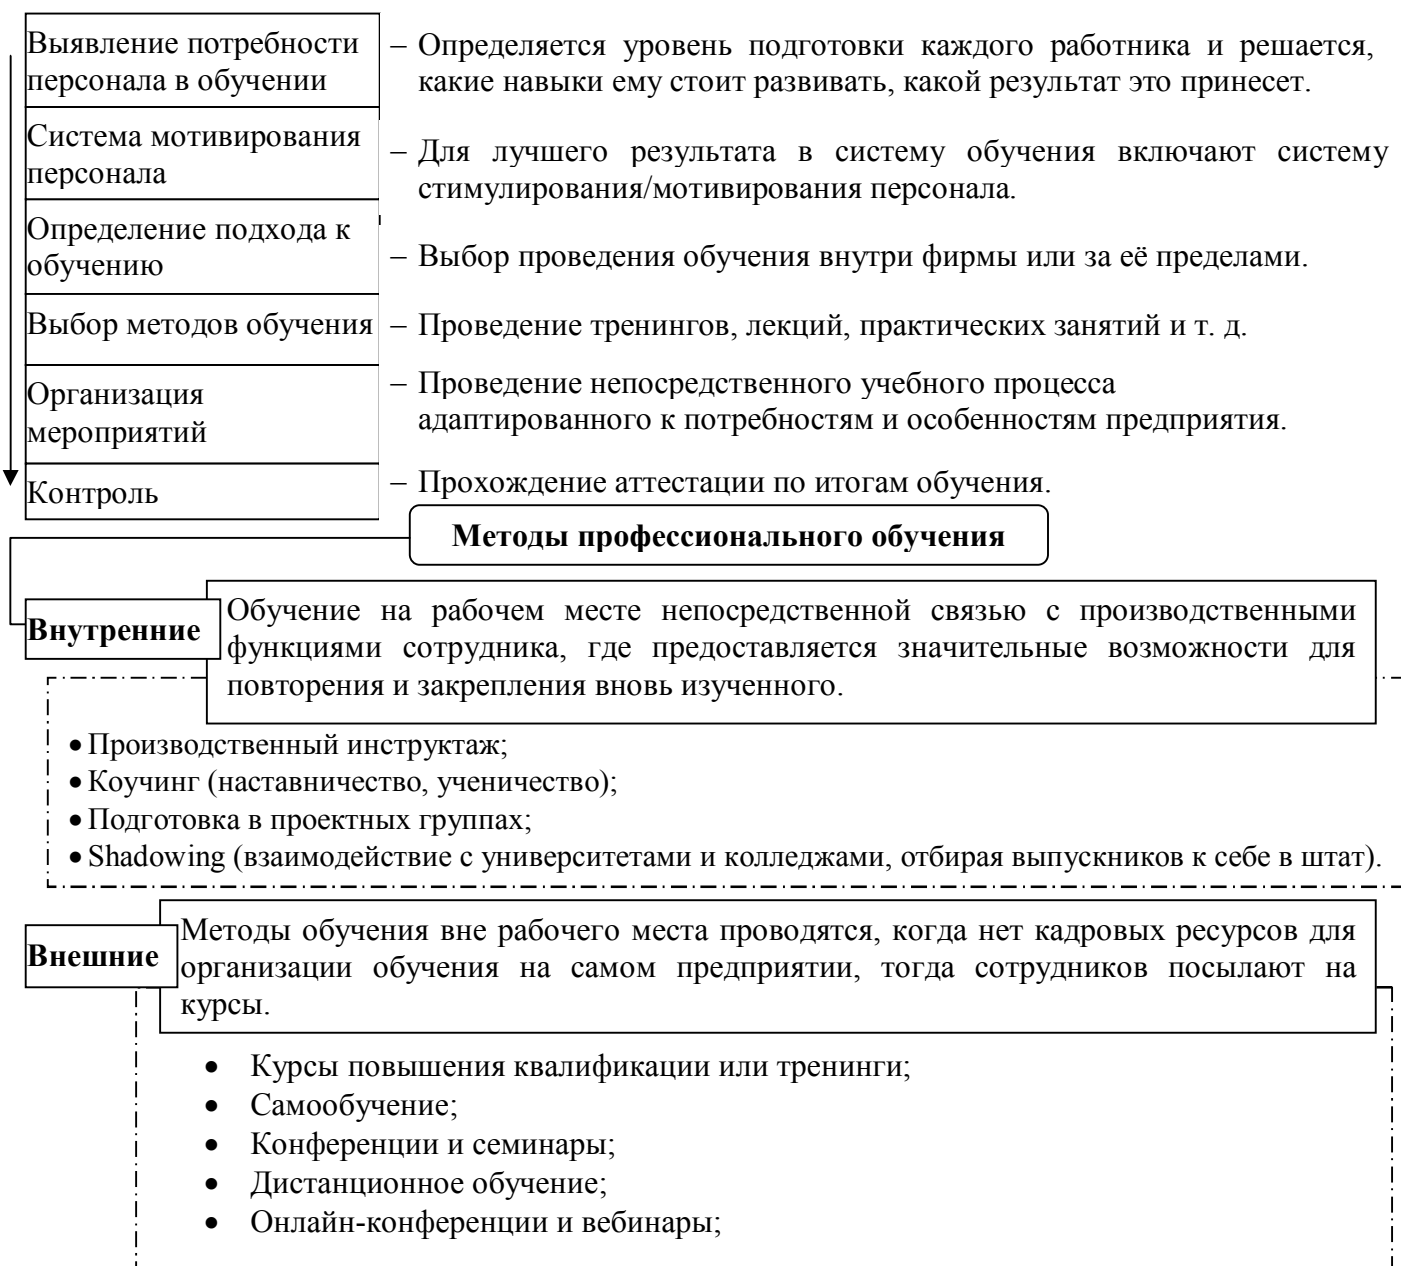 Выявление потребности
персонала в обучении
– Определяется уровень подготовки каждого работника и решается,
какие навыки ему стоит развивать, какой результат это принесет.
Система мотивирования
персонала
– Для лучшего результата в систему обучения включают систему
стимулирования/мотивирования персонала.
Определение подхода к
обучению
– Выбор проведения обучения внутри фирмы или за её пределами.
Выбор методов обучения
– Проведение тренингов, лекций, практических занятий и т. д.
Организация
мероприятий
– Проведение непосредственного учебного процесса
адаптированного к потребностям и особенностям предприятия.
Контроль
– Прохождение аттестации по итогам обучения.
Методы профессионального обучения
Внутренние
Обучение на рабочем месте непосредственной связью с производственными
функциями сотрудника, где предоставляется значительные возможности для
повторения и закрепления вновь изученного.
• Производственный инструктаж;
• Коучинг (наставничество, ученичество);
• Подготовка в проектных группах;
• Shadowing (взаимодействие с университетами и колледжами, отбирая выпускников к себе в штат).
Внешние
Методы обучения вне рабочего места проводятся, когда нет кадровых ресурсов для
организации обучения на самом предприятии, тогда сотрудников посылают на
курсы.
• Курсы повышения квалификации или тренинги;
• Самообучение;
• Конференции и семинары;
• Дистанционное обучение;
• Онлайн-конференции и вебинары;